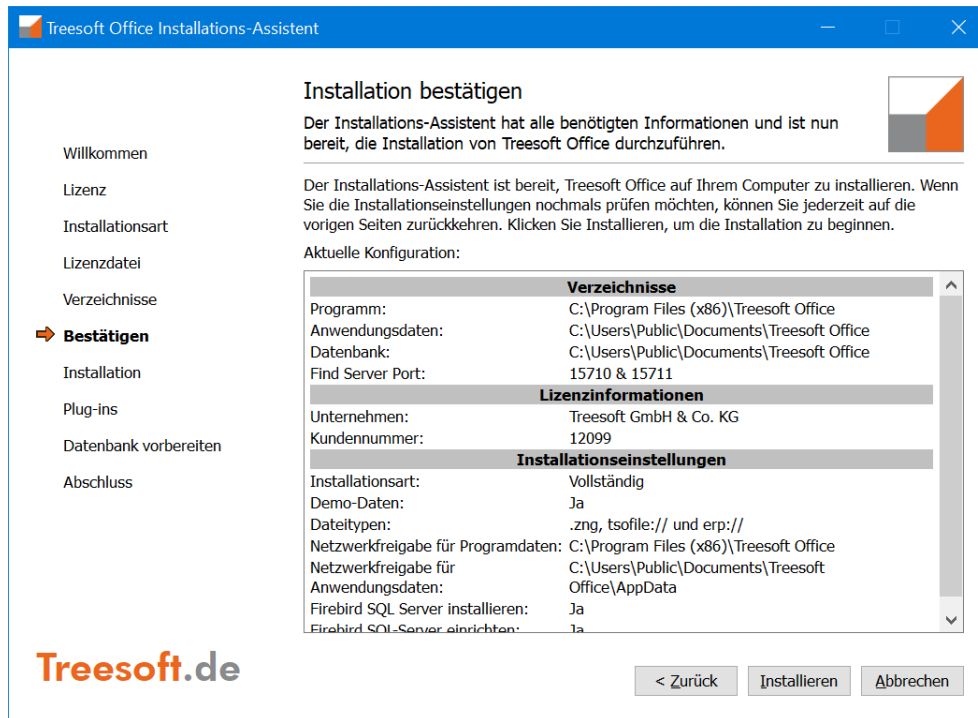 Treesoft Office Installations-Assistent
Installation bestätigen
Der Installations-Assistent hat alle benötigten Informationen und ist nun
bereit, die Installation von Treesoft Office durchzuführen.
Willkommen
Lizenz
Installationsart
Lizenzdatei
Verzeichnisse
Bestätigen
Installation
Plug-ins
Datenbank vorbereiten
Abschluss
Der Installations-Assistent ist bereit, Treesoft Office auf Ihrem Computer zu installieren. Wenn
Sie die Installationseinstellungen nochmals prüfen möchten, können Sie jederzeit auf die
vorigen Seiten zurückkehren. Klicken Sie Installieren, um die Installation zu beginnen.
Aktuelle Konfiguration:
Verzeichnisse
Programm: C:\Program Files (x86)\Treesoft Office
Anwendungsdaten: C:\Users\Public\Documents\Treesoft Office
Datenbank: C:\Users\Public\Documents\Treesoft Office
Find Server Port: 15710 & 15711
Lizenzinformationen
Unternehmen: Treesoft GmbH & Co. KG
Kundennummer: 12099
Installationseinstellungen
Installationsart: Vollständig
Demo-Daten: Ja
Dateitypen: .zng, tsofile:// und erp://
Netzwerkfreigabe für Programdaten: C:\Program Files (x86)\Treesoft Office
Netzwerkfreigabe für C:\Users\Public\Documents\Treesoft
Anwendungsdaten: Office\AppData
Firebird SQL Server installieren: Ja
Firebird SQL-Server einrichten: Ja
Treesoft.de
< Zurück Installieren Abbrechen